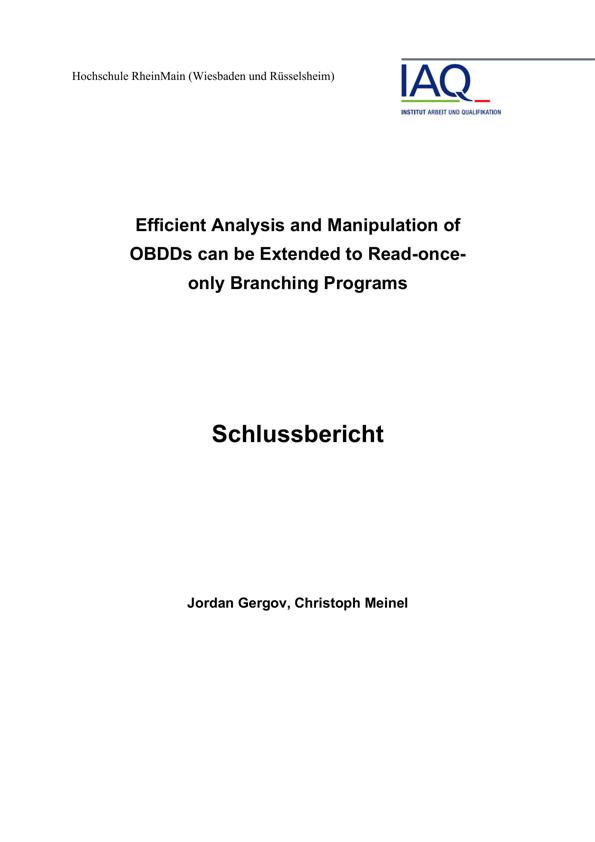 Hochschule RheinMain (Wiesbaden und Rüsselsheim)
IAQ
INSTITUT ARBEIT UND QUALIFIKATION
Efficient Analysis and Manipulation of
OBDDs can be Extended to Read-once-
only Branching Programs
Schlussbericht
Jordan Gergov, Christoph Meinel